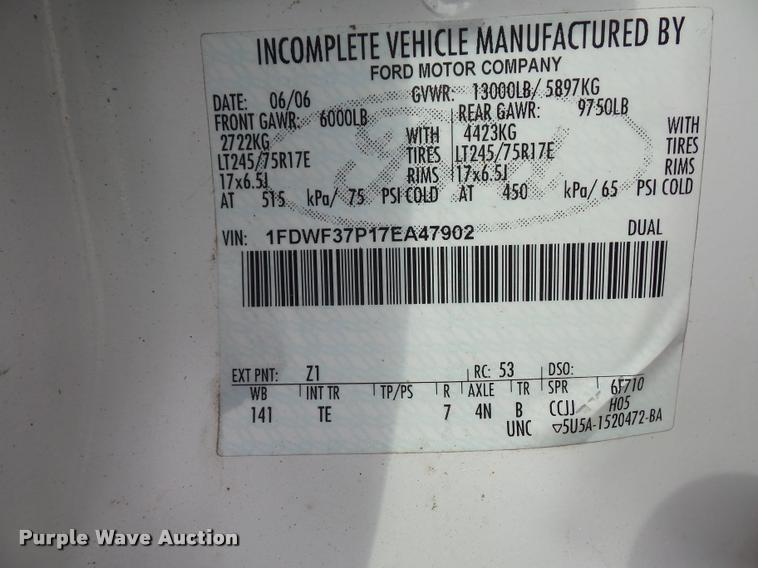 INCOMPLETE VEHICLE MANUFACTURED BY
FORD MOTOR COMPANY
DATE: 06/06 GVWR: 13000LB/ 5897KG
FRONT GAWR: 6000LB REAR GAWR: 9750LB
2722KG WITH 4423KG WITH
LT245/75R17E TIRES LT245/75R17E TIRES
17x6.5J RIMS 17x6.5J RIMS
AT 515 kPa/ 75 PSI COLD AT 450 kPa/ 65 PSI COLD
VIN: 1FDWF37P17EA47902 DUAL
EXT PNT: Z1 RC: 53 DSO:
WB INT TR TP/PS R AXLE TR SPR 6F710
141 TE 7 4N B CCJJ H05
UNC ▽5U5A-1520472-BA
Purple Wave Auction